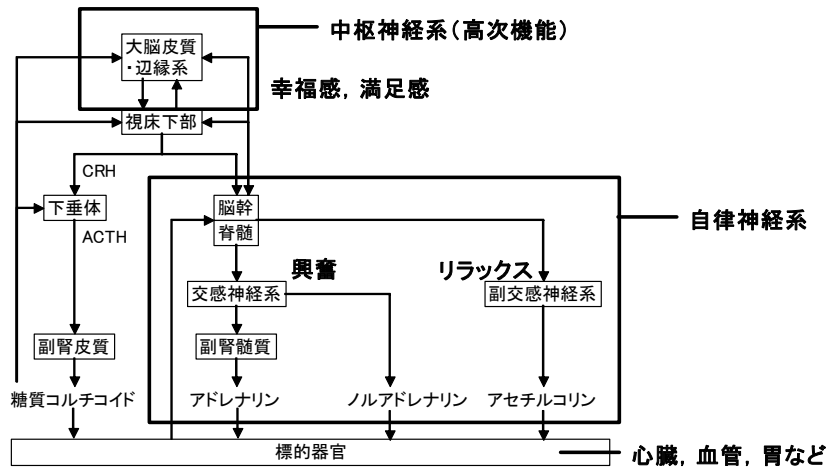 中枢神経系（高次機能）
大脳皮質
・辺縁系
幸福感，満足感
視床下部
CRH
下垂体
脳幹
脊髄
自律神経系
ACTH
興奮
リラックス
交感神経系
副交感神経系
副腎皮質
副腎髄質
糖質コルチコイド
アドレナリン
ノルアドレナリン
アセチルコリン
標的器官
心臓，血管，胃など